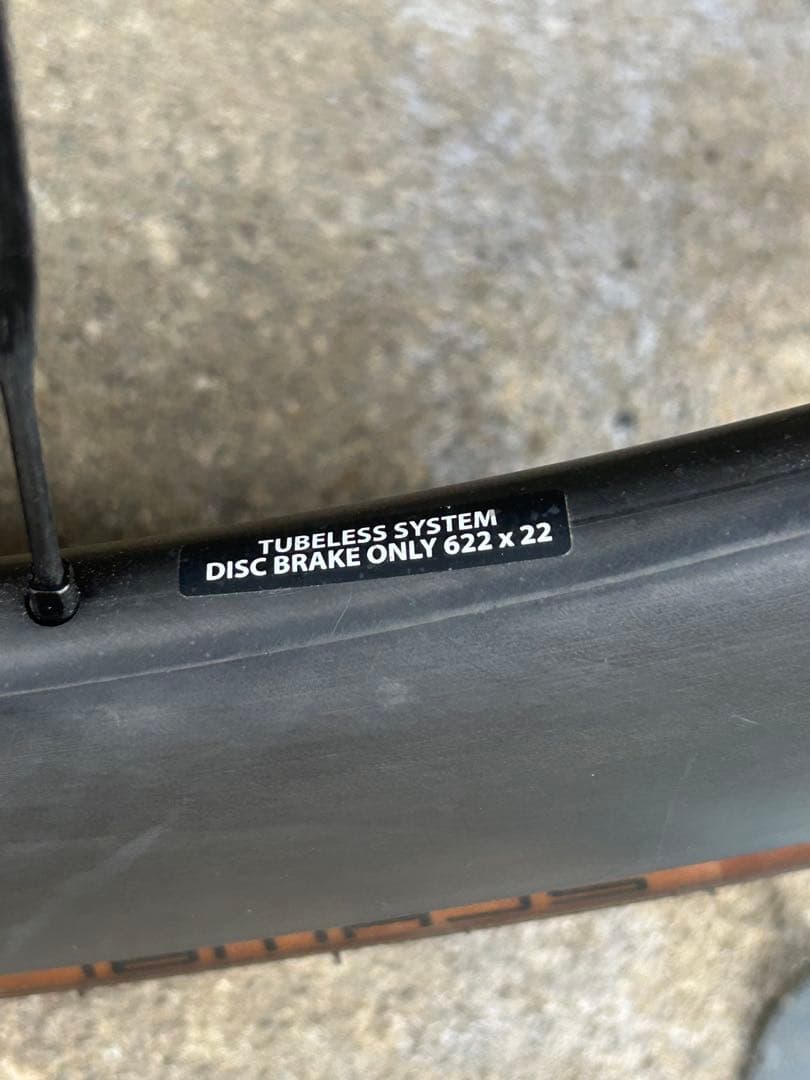 TUBELESS SYSTEM
DISC BRAKE ONLY 622 x 22